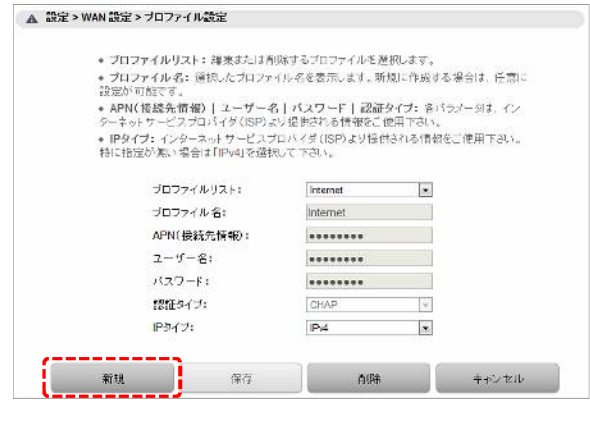 設定 > WAN 設定 > プロファイル設定
プロファイルリスト: 編集または削除するプロファイルを選択します。
プロファイル名: 選択したプロファイル名を表示します。新規に作成する場合は、任意に
設定が可能です。
APN(接続先情報) | ユーザー名 | パスワード | 認証タイプ: 各パラメータは、イン
ターネットサービスプロバイダ(ISP)より提供される情報をご使用下さい。
IPタイプ: インターネットサービスプロバイダ(ISP)より提供される情報をご使用下さい。
特に指定が無い場合は「IPv4」を選択して下さい。
プロファイルリスト: Internet
プロファイル名: Internet
APN(接続先情報): ●●●●●●●●
ユーザー名: ●●●●●●●●
パスワード: ●●●●●●●●
認証タイプ: CHAP
IPタイプ: IPv4
新規 保存 削除 キャンセル